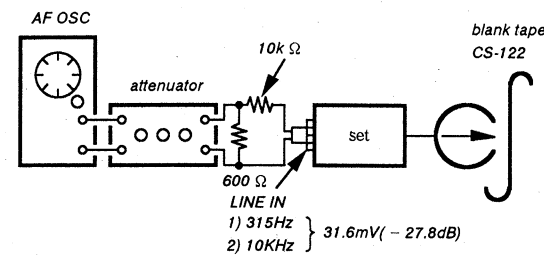 AF OSC
blank tape
CS-122
10k Ω
attenuator
set
600 Ω
LINE IN
1) 315Hz
2) 10KHz
31.6mV( − 27.8dB)